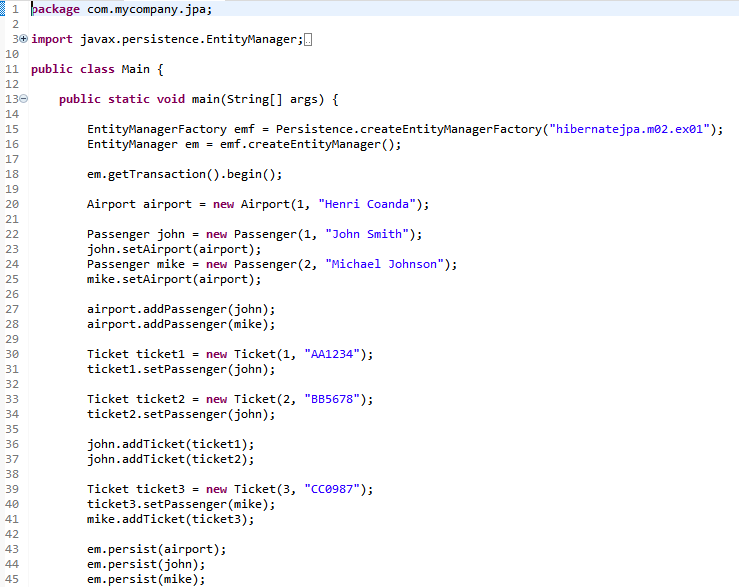 1 package com.mycompany.jpa;
2
3 import javax.persistence.EntityManager;
10
11 public class Main {
12
13 public static void main(String[] args) {
14
15 EntityManagerFactory emf = Persistence.createEntityManagerFactory("hibernatejpa.m02.ex01");
16 EntityManager em = emf.createEntityManager();
17
18 em.getTransaction().begin();
19
20 Airport airport = new Airport(1, "Henri Coanda");
21
22 Passenger john = new Passenger(1, "John Smith");
23 john.setAirport(airport);
24 Passenger mike = new Passenger(2, "Michael Johnson");
25 mike.setAirport(airport);
26
27 airport.addPassenger(john);
28 airport.addPassenger(mike);
29
30 Ticket ticket1 = new Ticket(1, "AA1234");
31 ticket1.setPassenger(john);
32
33 Ticket ticket2 = new Ticket(2, "BB5678");
34 ticket2.setPassenger(john);
35
36 john.addTicket(ticket1);
37 john.addTicket(ticket2);
38
39 Ticket ticket3 = new Ticket(3, "CC0987");
40 ticket3.setPassenger(mike);
41 mike.addTicket(ticket3);
42
43 em.persist(airport);
44 em.persist(john);
45 em.persist(mike);